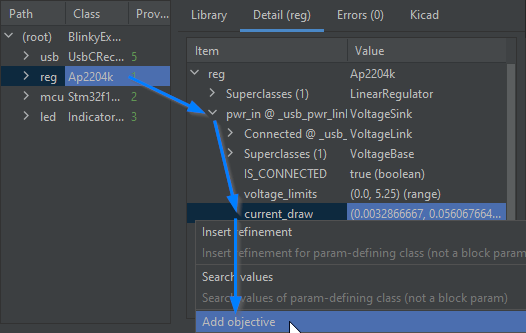 Path Class Prov...
(root) BlinkyEx...
usb UsbCRec... 5
reg Ap2204k
mcu Stm32f1... 2
led Indicator... 3
Library Detail (reg) Errors (0) Kicad
Item Value
reg Ap2204k
Superclasses (1) LinearRegulator
pwr_in @ _usb_pwr_linl VoltageSink
Connected @ _usb_ VoltageLink
Superclasses (1) VoltageBase
IS_CONNECTED true (boolean)
voltage_limits (0.0, 5.25) (range)
current_draw (0.0032866667, 0.056067664...
Insert refinement
Insert refinement for param-defining class (not a block param)
Search values
Search values of param-defining class (not a block param)
Add objective